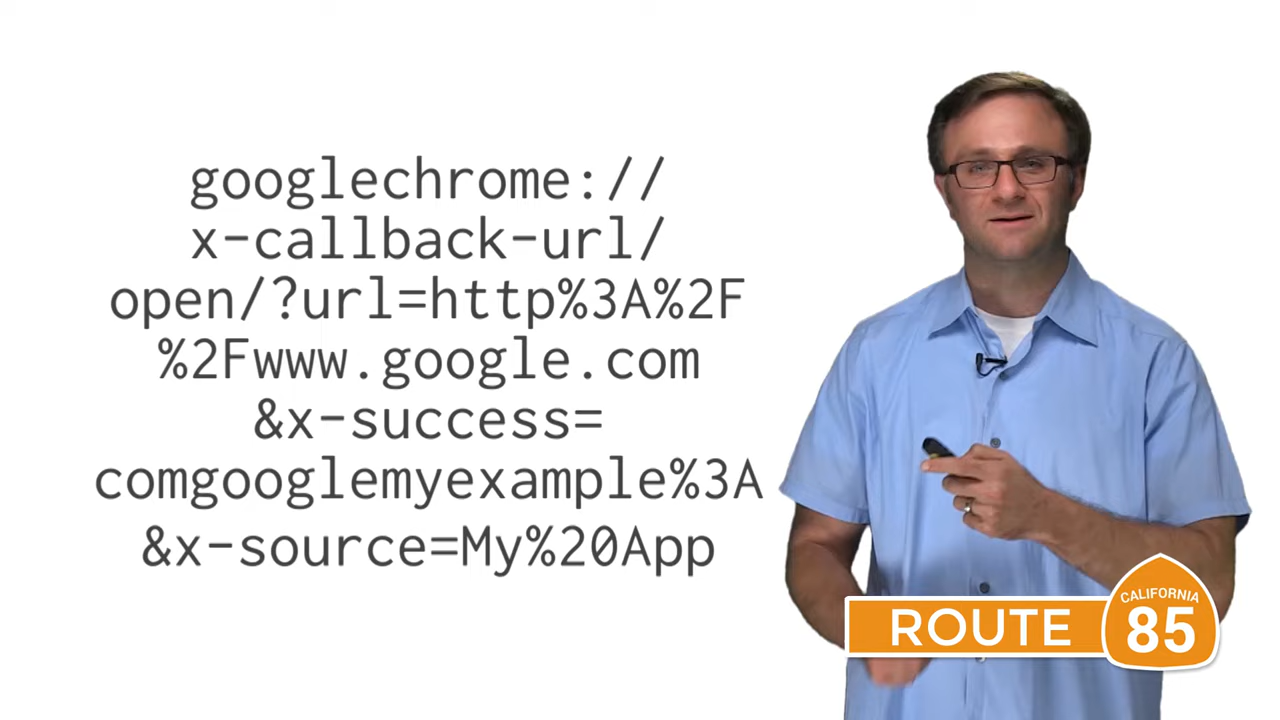 googlechrome://
x-callback-url/
open/?url=http%3A%2F
%2Fwww.google.com
&x-success=
comgooglemyexample%3A
&x-source=My%20App
ROUTE
CALIFORNIA
85